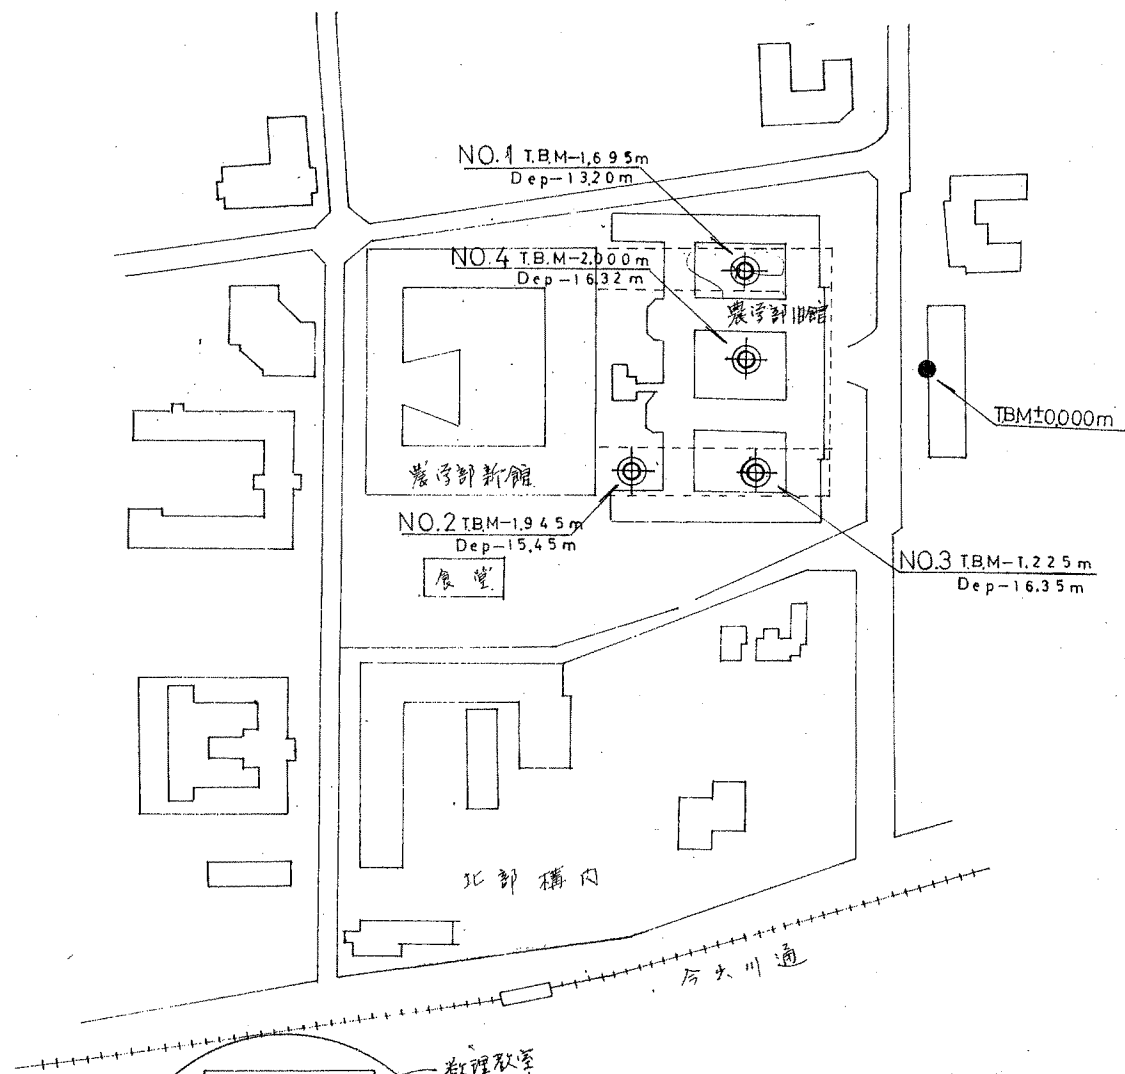 NO.1 T.B.M-1,695m
Dep-13,20m
NO.4 T.B.M-2,000m
Dep-16,32m
農学部旧館
TBM±0,000m
農学部新館
NO.2 T.B.M-1.945m
Dep-15,45m
NO.3 T.B.M-1.225m
Dep-16.35m
食堂
北部構内
今出川通
数理教室